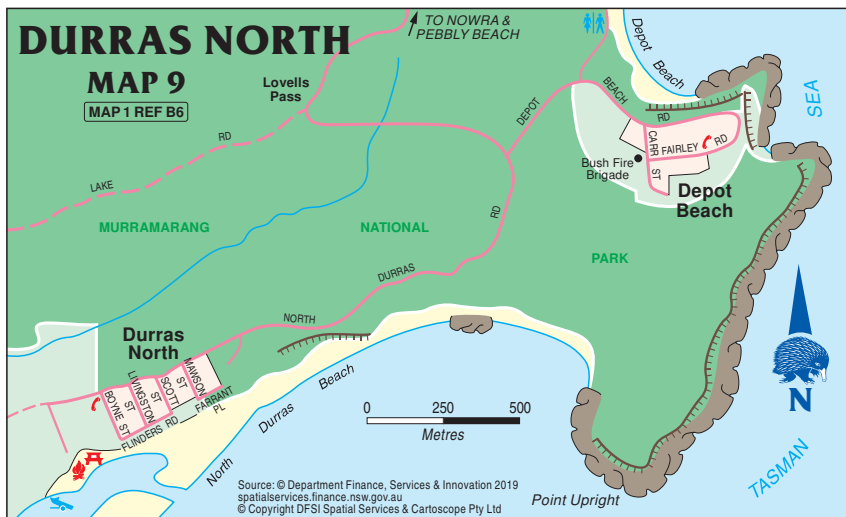 DURRAS NORTH
MAP 9
MAP 1 REF B6
TO NOWRA &
PEBBLY BEACH
Lovells
Pass
LAKE RD
DEPOT BEACH RD
Depot Beach
SEA
CARR ST
FAIRLEY RD
Bush Fire
Brigade
Depot
Beach
MURRAMARANG NATIONAL PARK
NORTH DURRAS RD
Durras
North
BOYNE ST
LIVINGSTON ST
SCOTT ST
MAWSON
FARRANT PL
FLINDERS RD
North Durras Beach
0 250 500
Metres
N
TASMAN
Point Upright
Source: © Department Finance, Services & Innovation 2019
spatialservices.finance.nsw.gov.au
© Copyright DFSI Spatial Services & Cartoscope Pty Ltd